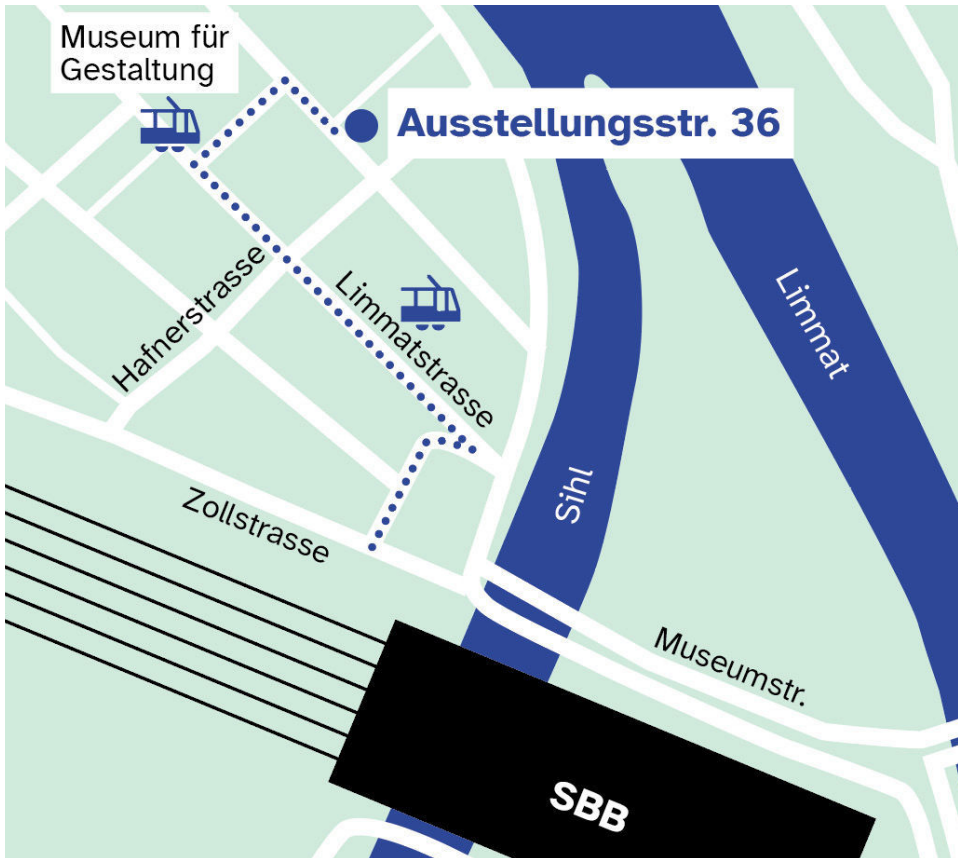 Museum für
Gestaltung
Ausstellungsstr. 36
Hafnerstrasse
Limmatstrasse
Limmat
Sihl
Zollstrasse
Museumstr.
SBB